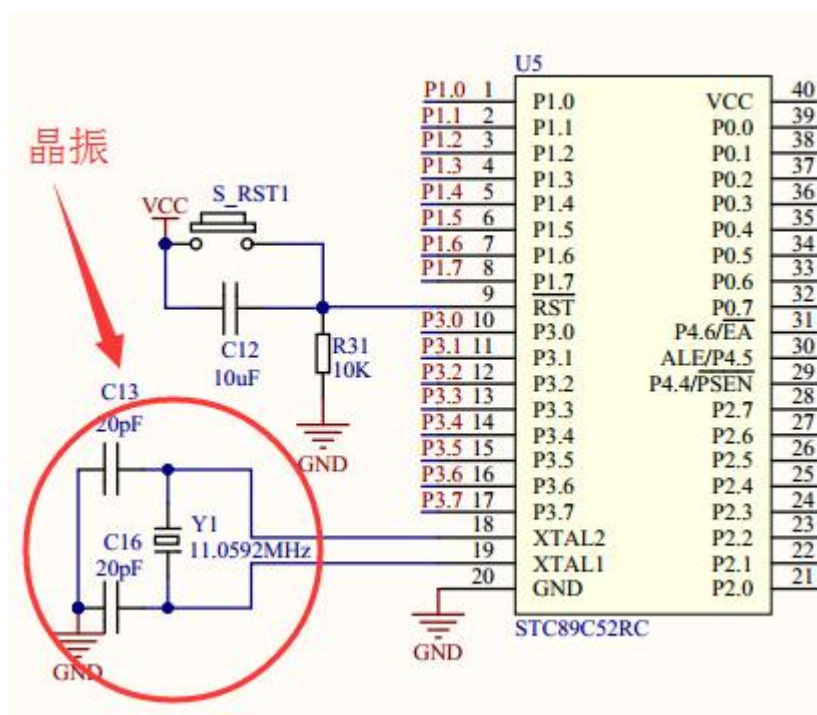 U5
晶振
S_RST1
VCC
C12
10uF
R31
10K
GND
C13
20pF
C16
20pF
Y1
11.0592MHz
GND
GND
P1.0 1 P1.0 VCC 40
P1.1 2 P1.1 P0.0 39
P1.2 3 P1.2 P0.1 38
P1.3 4 P1.3 P0.2 37
P1.4 5 P1.4 P0.3 36
P1.5 6 P1.5 P0.4 35
P1.6 7 P1.6 P0.5 34
P1.7 8 P1.7 P0.6 33
9 RST P0.7 32
P3.0 10 P3.0 P4.6/EA 31
P3.1 11 P3.1 ALE/P4.5 30
P3.2 12 P3.2 P4.4/PSEN 29
P3.3 13 P3.3 P2.7 28
P3.4 14 P3.4 P2.6 27
P3.5 15 P3.5 P2.5 26
P3.6 16 P3.6 P2.4 25
P3.7 17 P3.7 P2.3 24
18 XTAL2 P2.2 23
19 XTAL1 P2.1 22
20 GND P2.0 21
STC89C52RC